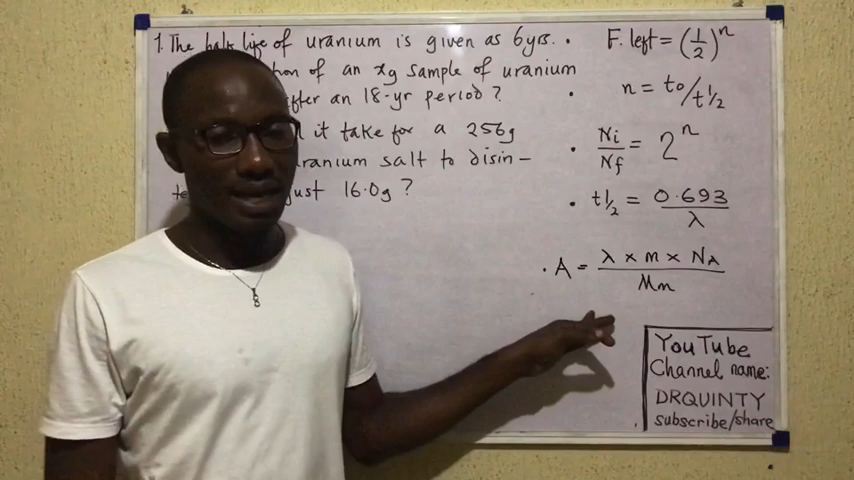 1. The half life of uranium is given as 6yrs.
tion of an xg sample of uranium
after an 18-yr period?
it take for a 256g
uranium salt to disin-
just 16.0g?
• F. left = (1/2)^n
• n = to/t1/2
• Ni/Nf = 2^n
• t1/2 = 0.693/λ
• A = λ x m x NA/Mm
YouTube
Channel name:
DRQUINTY
subscribe/share